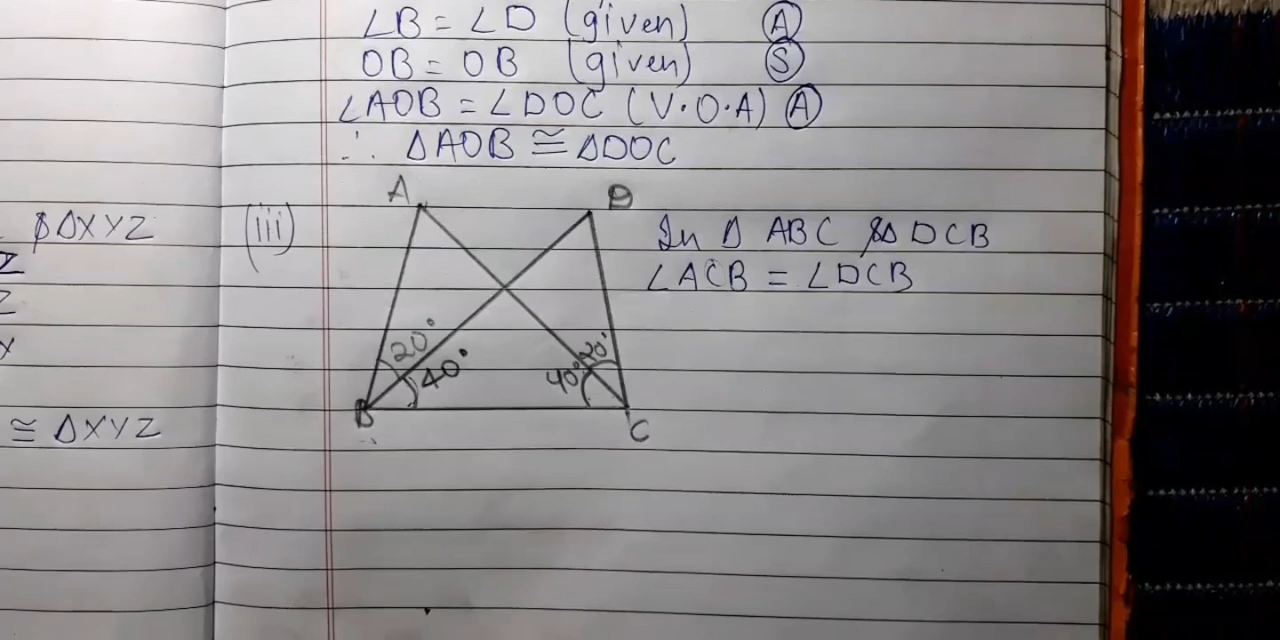 ∠B = ∠D (given) Ⓐ
OB = OB (given) Ⓢ
∠AOB = ∠DOC (V.O.A) Ⓐ
∴ ΔAOB ≅ ΔDOC
ΔXYZ
Z
Z
≅ ΔXYZ
(iii)
A D
20° 40° 40° 20°
B C
In Δ ABC & Δ DCB
∠ACB = ∠DCB